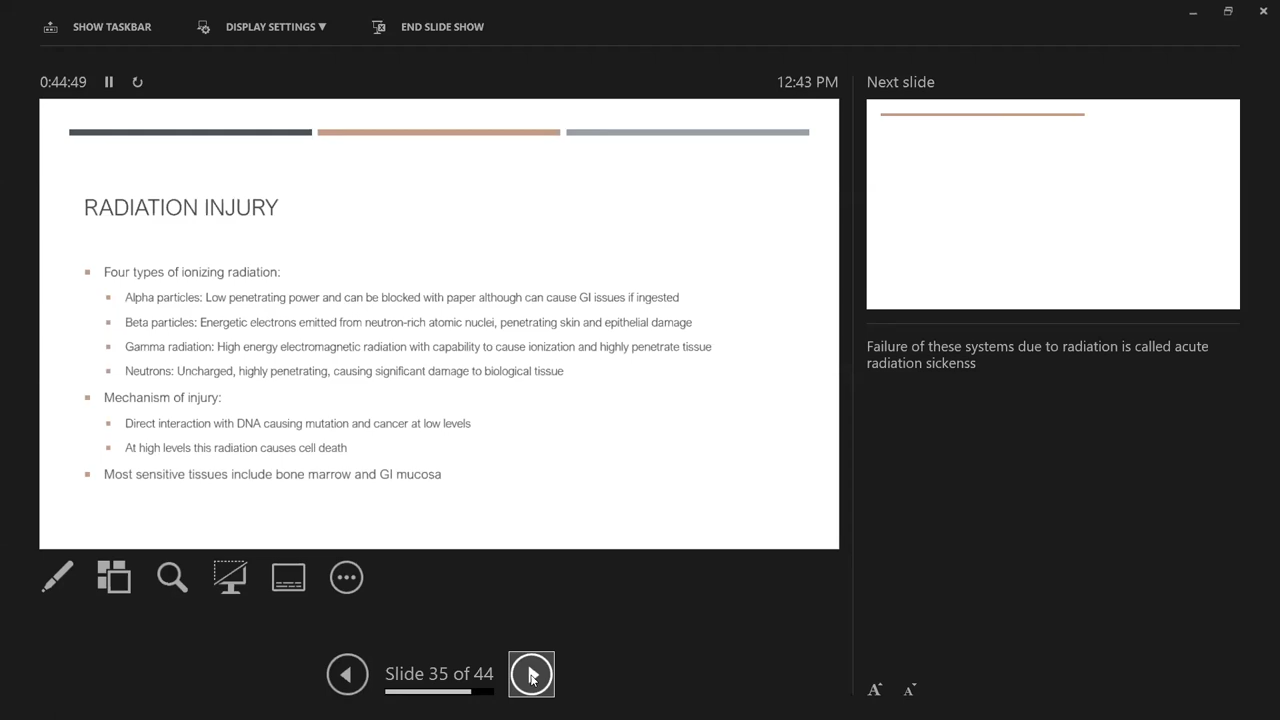 SHOW TASKBAR
DISPLAY SETTINGS ▼
END SLIDE SHOW
0:44:49
12:43 PM
Next slide
RADIATION INJURY
Four types of ionizing radiation:
Alpha particles: Low penetrating power and can be blocked with paper although can cause GI issues if ingested
Beta particles: Energetic electrons emitted from neutron-rich atomic nuclei, penetrating skin and epithelial damage
Gamma radiation: High energy electromagnetic radiation with capability to cause ionization and highly penetrate tissue
Neutrons: Uncharged, highly penetrating, causing significant damage to biological tissue
Mechanism of injury:
Direct interaction with DNA causing mutation and cancer at low levels
At high levels this radiation causes cell death
Most sensitive tissues include bone marrow and GI mucosa
Failure of these systems due to radiation is called acute
radiation sickenss
Slide 35 of 44
A A